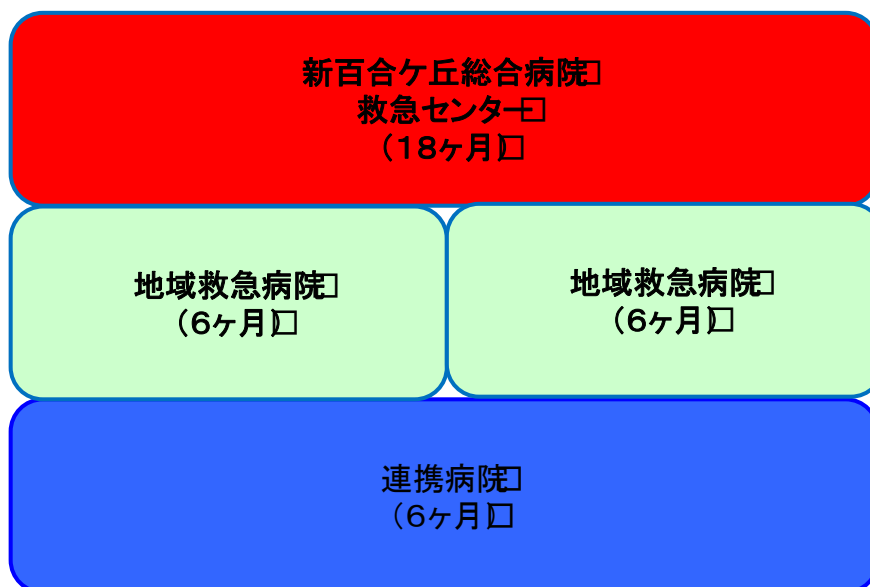 新百合ケ丘総合病院
救急センター
（18ヶ月）
地域救急病院
（6ヶ月）
地域救急病院
（6ヶ月）
連携病院
（6ヶ月）